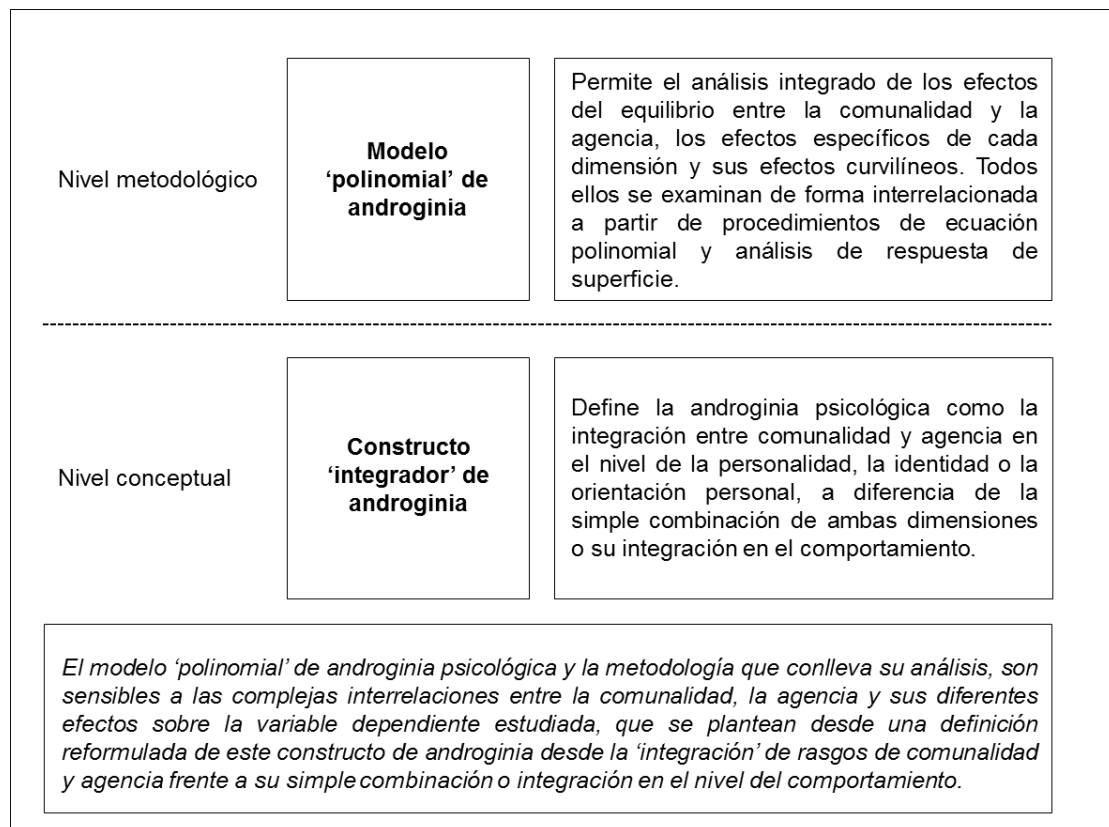 Nivel metodológico
Modelo
‘polinomial’ de
androginia
Permite el análisis integrado de los efectos
del equilibrio entre la comunalidad y la
agencia, los efectos específicos de cada
dimensión y sus efectos curvilíneos. Todos
ellos se examinan de forma interrelacionada
a partir de procedimientos de ecuación
polinomial y análisis de respuesta de
superficie.
Nivel conceptual
Constructo
‘integrador’ de
androginia
Define la androginia psicológica como la
integración entre comunalidad y agencia en
el nivel de la personalidad, la identidad o la
orientación personal, a diferencia de la
simple combinación de ambas dimensiones
o su integración en el comportamiento.
El modelo ‘polinomial’ de androginia psicológica y la metodología que conlleva su análisis, son
sensibles a las complejas interrelaciones entre la comunalidad, la agencia y sus diferentes
efectos sobre la variable dependiente estudiada, que se plantean desde una definición
reformulada de este constructo de androginia desde la ‘integración’ de rasgos de comunalidad
y agencia frente a su simple combinación o integración en el nivel del comportamiento.